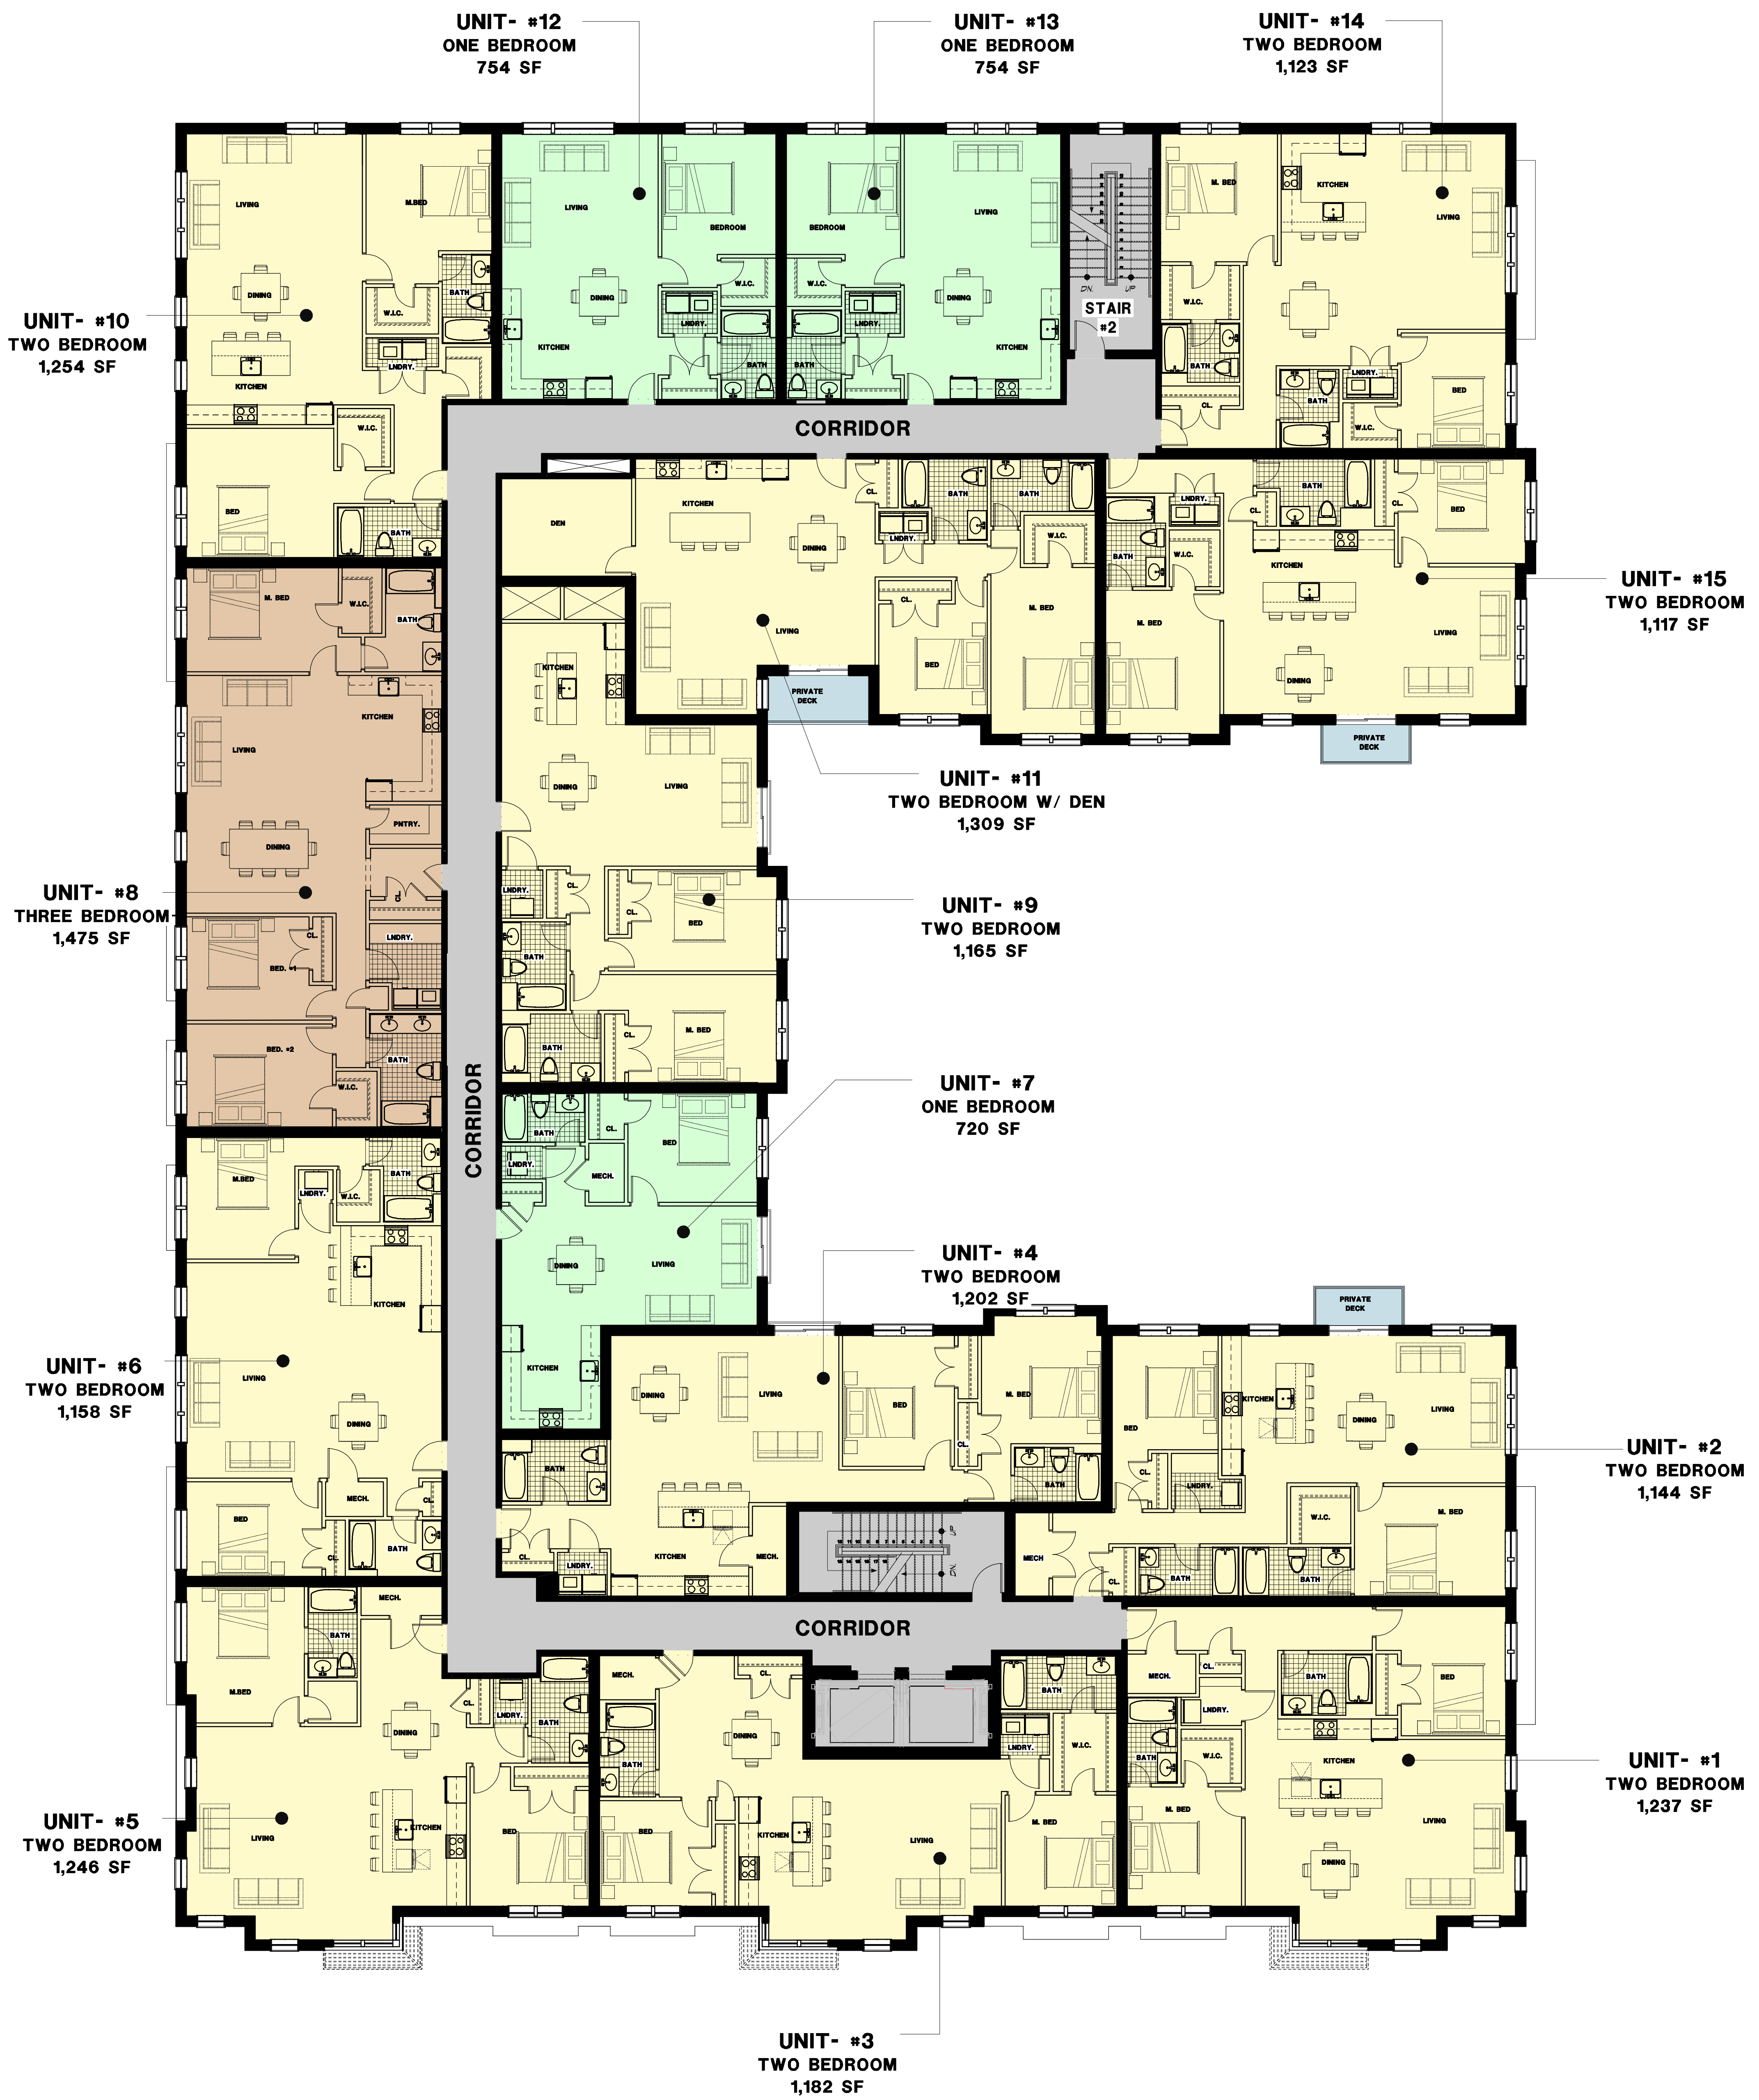 UNIT- #12
ONE BEDROOM
754 SF
UNIT- #13
ONE BEDROOM
754 SF
UNIT- #14
TWO BEDROOM
1,123 SF
LIVING
M.BED
DINING
BATH
W.I.C.
LNDRY.
KITCHEN
W.I.C.
BED
BATH
UNIT- #10
TWO BEDROOM
1,254 SF
LIVING
BEDROOM
DINING
W.I.C.
LNDRY.
KITCHEN
BATH
BEDROOM
LIVING
W.I.C.
DINING
LNDRY.
KITCHEN
BATH
DN. UP
STAIR
#2
M. BED
KITCHEN
LIVING
W.I.C.
DINING
BATH
LNDRY.
CL.
BATH
BED
W.I.C.
CORRIDOR
DEN
KITCHEN
CL.
BATH
BATH
DINING
LNDRY.
W.I.C.
CL.
M. BED
LIVING
BED
PRIVATE
DECK
LNDRY.
CL.
BATH
CL.
BED
BATH
W.I.C.
KITCHEN
M. BED
LIVING
DINING
PRIVATE
DECK
UNIT- #15
TWO BEDROOM
1,117 SF
UNIT- #11
TWO BEDROOM W/ DEN
1,309 SF
M. BED
W.I.C.
BATH
KITCHEN
LIVING
PNTRY.
DINING
CL.
LNDRY.
CL.
BED. #1
BED. #2
BATH
W.I.C.
UNIT- #8
THREE BEDROOM
1,475 SF
KITCHEN
DINING
LIVING
LNDRY.
CL.
CL.
BED
BATH
M. BED
CL.
BATH
UNIT- #9
TWO BEDROOM
1,165 SF
CORRIDOR
BATH
CL.
BED
LNDRY.
MECH.
DINING
LIVING
KITCHEN
UNIT- #7
ONE BEDROOM
720 SF
M.BED
LNDRY.
W.I.C.
BATH
KITCHEN
LIVING
DINING
MECH.
CL.
BED
CL.
BATH
UNIT- #6
TWO BEDROOM
1,158 SF
UNIT- #4
TWO BEDROOM
1,202 SF
DINING
LIVING
BED
M. BED
CL.
BATH
BATH
CL.
LNDRY.
KITCHEN
MECH.
UP
DN.
PRIVATE
DECK
KITCHEN
LIVING
DINING
BED
CL.
LNDRY.
W.I.C.
M. BED
MECH
CL.
BATH
BATH
UNIT- #2
TWO BEDROOM
1,144 SF
CORRIDOR
MECH.
BATH
M.BED
CL.
LNDRY.
BATH
DINING
KITCHEN
LIVING
BED
UNIT- #5
TWO BEDROOM
1,246 SF
MECH.
CL.
DINING
BATH
BED
KITCHEN
LIVING
BATH
LNDRY.
W.I.C.
M. BED
MECH.
CL.
BATH
BED
LNDRY.
BATH
W.I.C.
KITCHEN
M. BED
LIVING
DINING
UNIT- #1
TWO BEDROOM
1,237 SF
UNIT- #3
TWO BEDROOM
1,182 SF